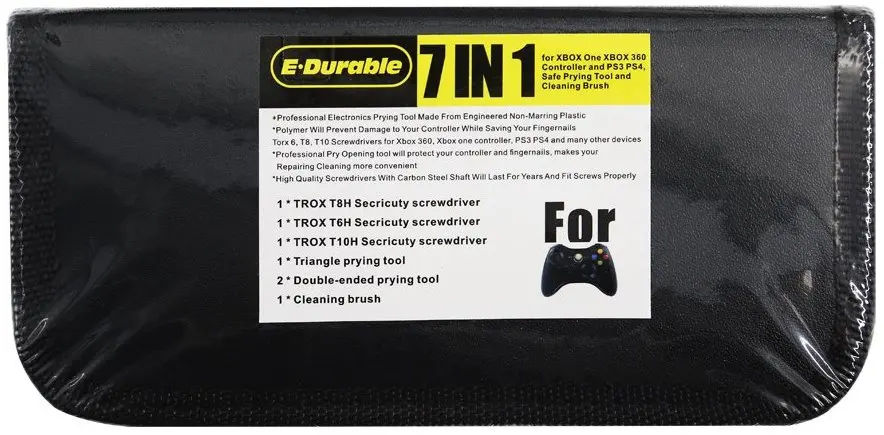 E·Durable
7 IN 1
for XBOX One XBOX 360
Controller and PS3 PS4,
Safe Prying Tool and
Cleaning Brush
*Professional Electronics Prying Tool Made From Engineered Non-Marring Plastic
*Polymer Will Prevent Damage to Your Controller While Saving Your Fingernails
Torx 6, T8, T10 Screwdrivers for Xbox 360, Xbox one controller, PS3 PS4 and many other devices
*Professional Pry Opening tool will protect your controller and fingernails, makes your
Repairing Cleaning more convenient
*High Quality Screwdrivers With Carbon Steel Shaft Will Last For Years And Fit Screws Properly
1 * TROX T8H Secricuty screwdriver
1 * TROX T6H Secricuty screwdriver
1 * TROX T10H Secricuty screwdriver
1 * Triangle prying tool
2 * Double-ended prying tool
1 * Cleaning brush
For